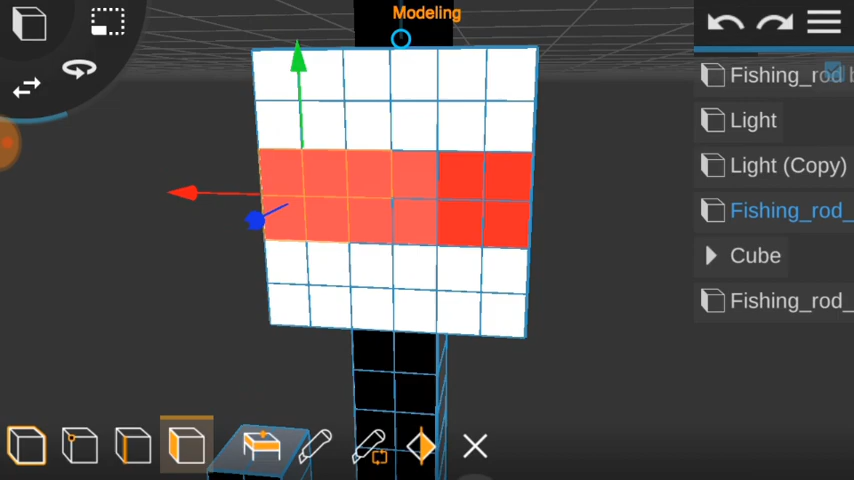 Modeling
Fishing_rod b
Light
Light (Copy)
Fishing_rod_
Cube
Fishing_rod_